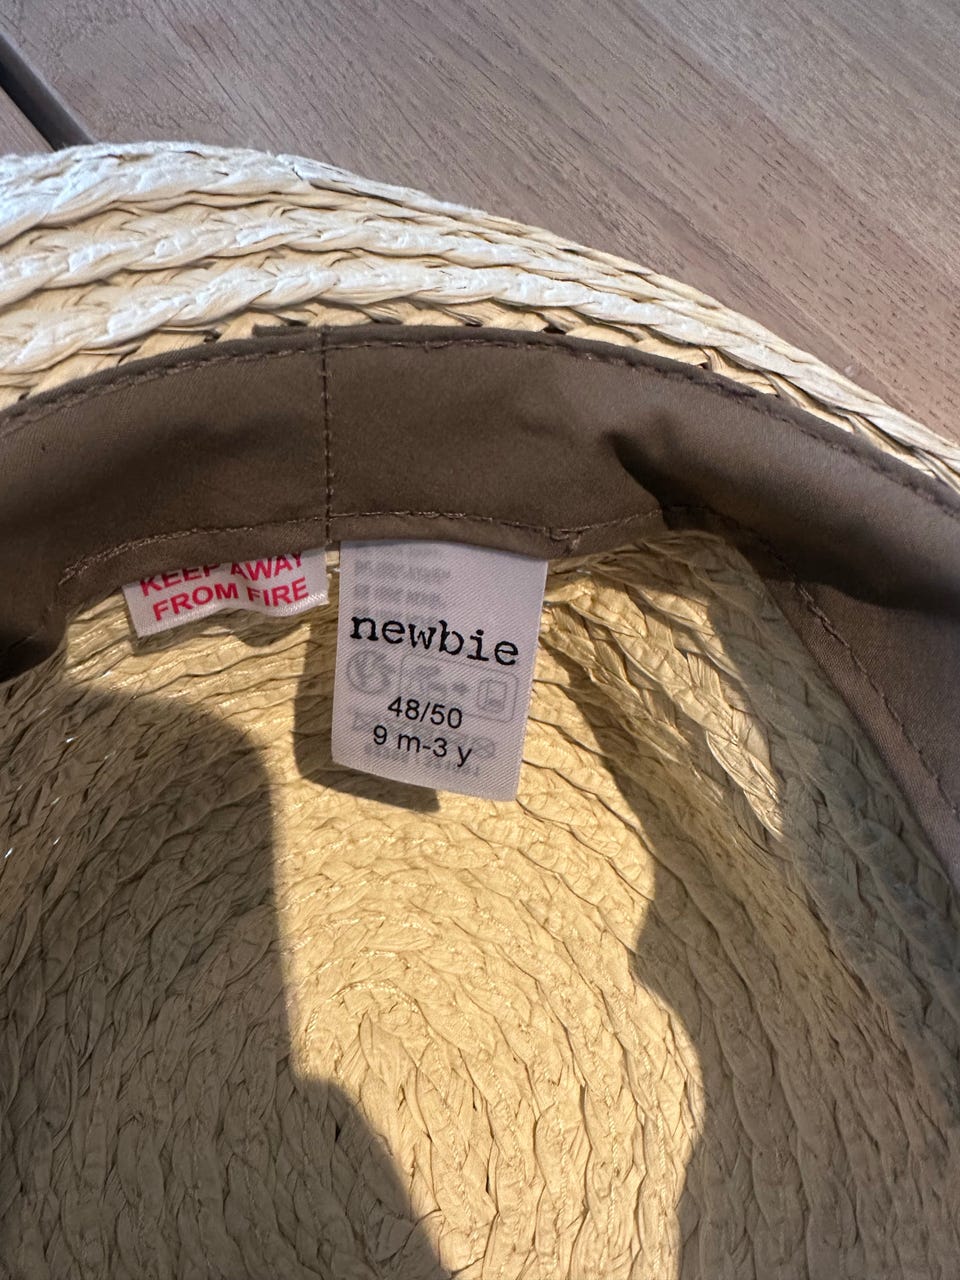 KEEP AWAY
FROM FIRE
newbie
48/50
9 m-3 y